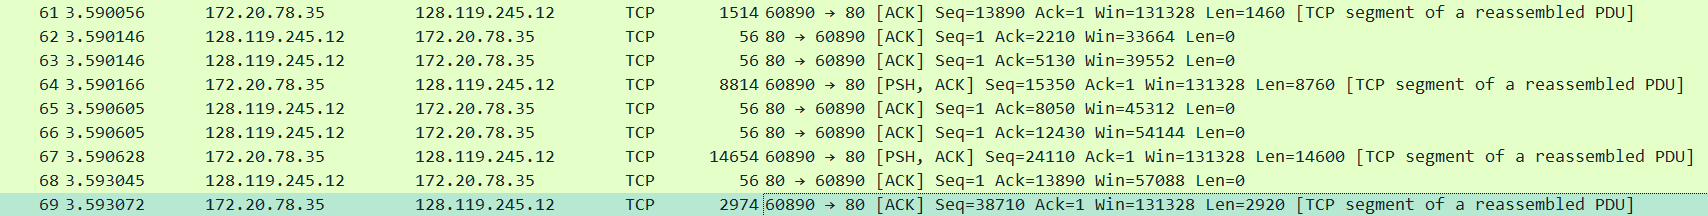 61 3.590056 172.20.78.35 128.119.245.12 TCP 1514 60890 → 80 [ACK] Seq=13890 Ack=1 Win=131328 Len=1460 [TCP segment of a reassembled PDU]
62 3.590146 128.119.245.12 172.20.78.35 TCP 56 80 → 60890 [ACK] Seq=1 Ack=2210 Win=33664 Len=0
63 3.590146 128.119.245.12 172.20.78.35 TCP 56 80 → 60890 [ACK] Seq=1 Ack=5130 Win=39552 Len=0
64 3.590166 172.20.78.35 128.119.245.12 TCP 8814 60890 → 80 [PSH, ACK] Seq=15350 Ack=1 Win=131328 Len=8760 [TCP segment of a reassembled PDU]
65 3.590605 128.119.245.12 172.20.78.35 TCP 56 80 → 60890 [ACK] Seq=1 Ack=8050 Win=45312 Len=0
66 3.590605 128.119.245.12 172.20.78.35 TCP 56 80 → 60890 [ACK] Seq=1 Ack=12430 Win=54144 Len=0
67 3.590628 172.20.78.35 128.119.245.12 TCP 14654 60890 → 80 [PSH, ACK] Seq=24110 Ack=1 Win=131328 Len=14600 [TCP segment of a reassembled PDU]
68 3.593045 128.119.245.12 172.20.78.35 TCP 56 80 → 60890 [ACK] Seq=1 Ack=13890 Win=57088 Len=0
69 3.593072 172.20.78.35 128.119.245.12 TCP 2974 60890 → 80 [ACK] Seq=38710 Ack=1 Win=131328 Len=2920 [TCP segment of a reassembled PDU]